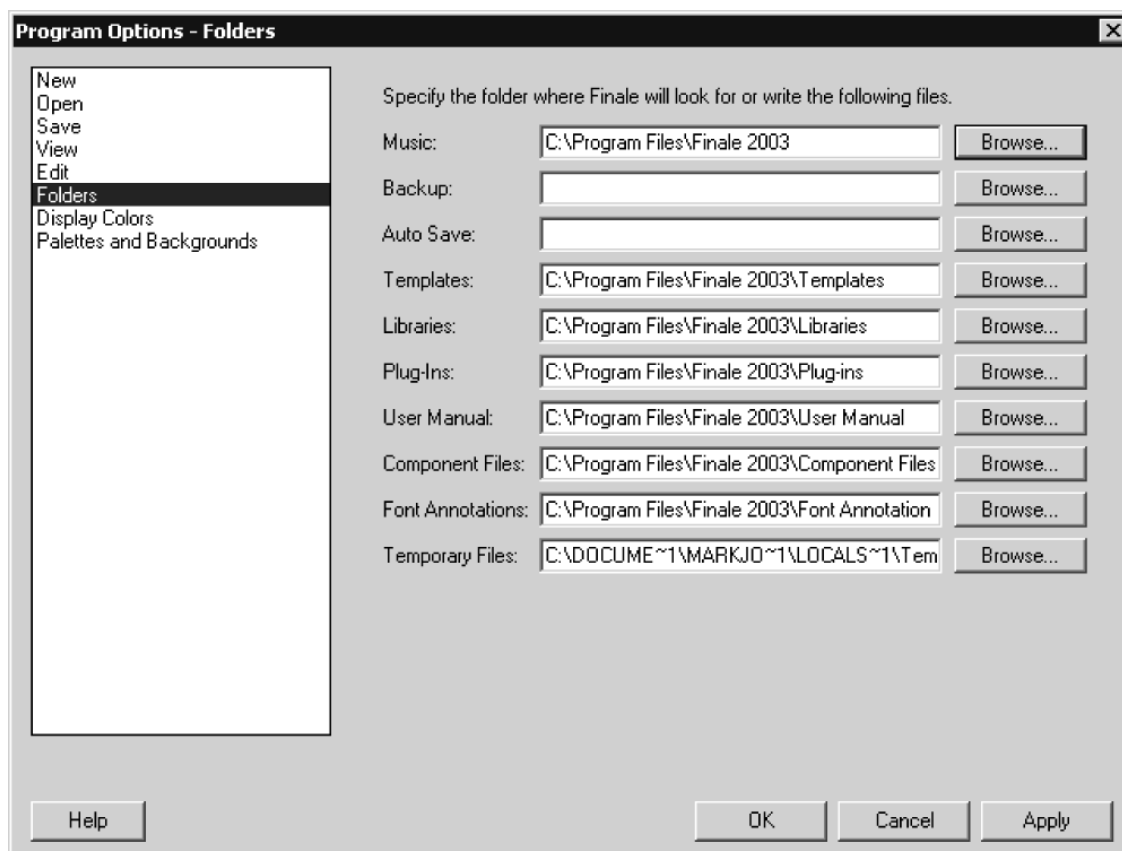 Program Options - Folders
New
Open
Save
View
Edit
Folders
Display Colors
Palettes and Backgrounds
Specify the folder where Finale will look for or write the following files.
Music: C:\Program Files\Finale 2003 Browse...
Backup: Browse...
Auto Save: Browse...
Templates: C:\Program Files\Finale 2003\Templates Browse...
Libraries: C:\Program Files\Finale 2003\Libraries Browse...
Plug-Ins: C:\Program Files\Finale 2003\Plug-ins Browse...
User Manual: C:\Program Files\Finale 2003\User Manual Browse...
Component Files: C:\Program Files\Finale 2003\Component Files Browse...
Font Annotations: C:\Program Files\Finale 2003\Font Annotation Browse...
Temporary Files: C:\DOCUME~1\MARKJO~1\LOCALS~1\Tem Browse...
Help OK Cancel Apply